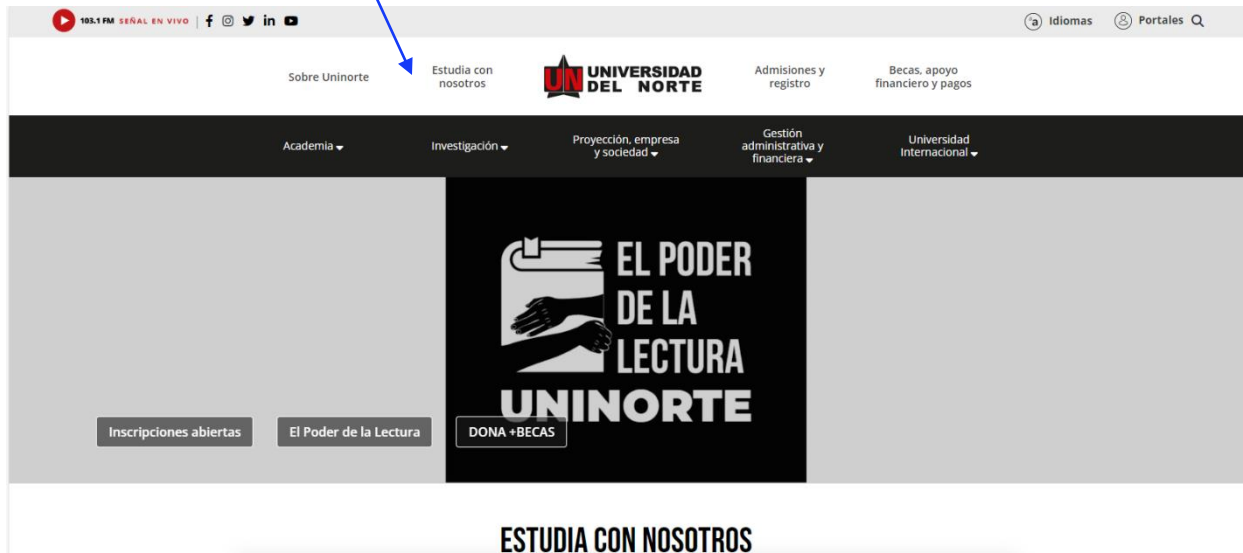 103.1 FM SEÑAL EN VIVO
Idiomas
Portales
Sobre Uninorte
Estudia con
nosotros
UN UNIVERSIDAD
DEL NORTE
Admisiones y
registro
Becas, apoyo
financiero y pagos
Academia
Investigación
Proyección, empresa
y sociedad
Gestión
administrativa y
financiera
Universidad
Internacional
EL PODER
DE LA
LECTURA
UNINORTE
Inscripciones abiertas
El Poder de la Lectura
DONA +BECAS
ESTUDIA CON NOSOTROS